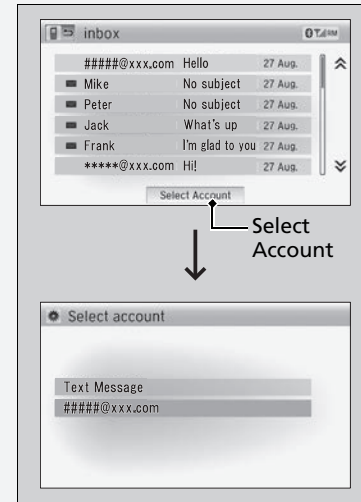 inbox
#####@xxx.com Hello 27 Aug.
Mike No subject 27 Aug.
Peter No subject 27 Aug.
Jack What's up 27 Aug.
Frank I'm glad to you 27 Aug.
*****@xxx.com Hi! 27 Aug.
Select Account
Select
Account
Select account
Text Message
#####@xxx.com